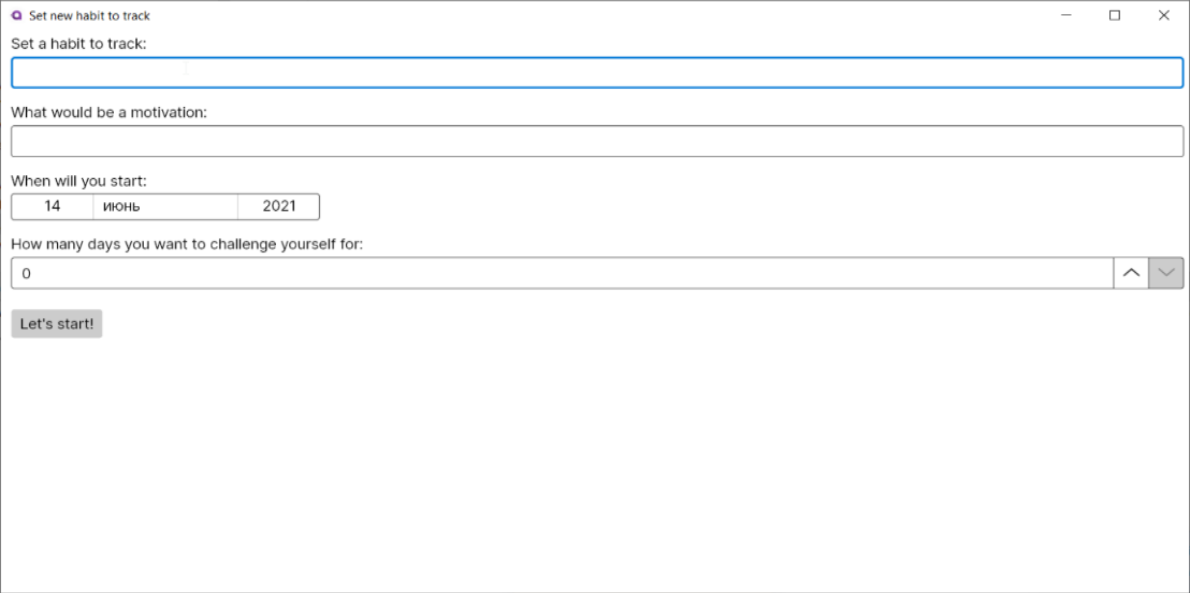 Set new habit to track
Set a habit to track:
What would be a motivation:
When will you start:
14 июнь 2021
How many days you want to challenge yourself for:
0
Let's start!